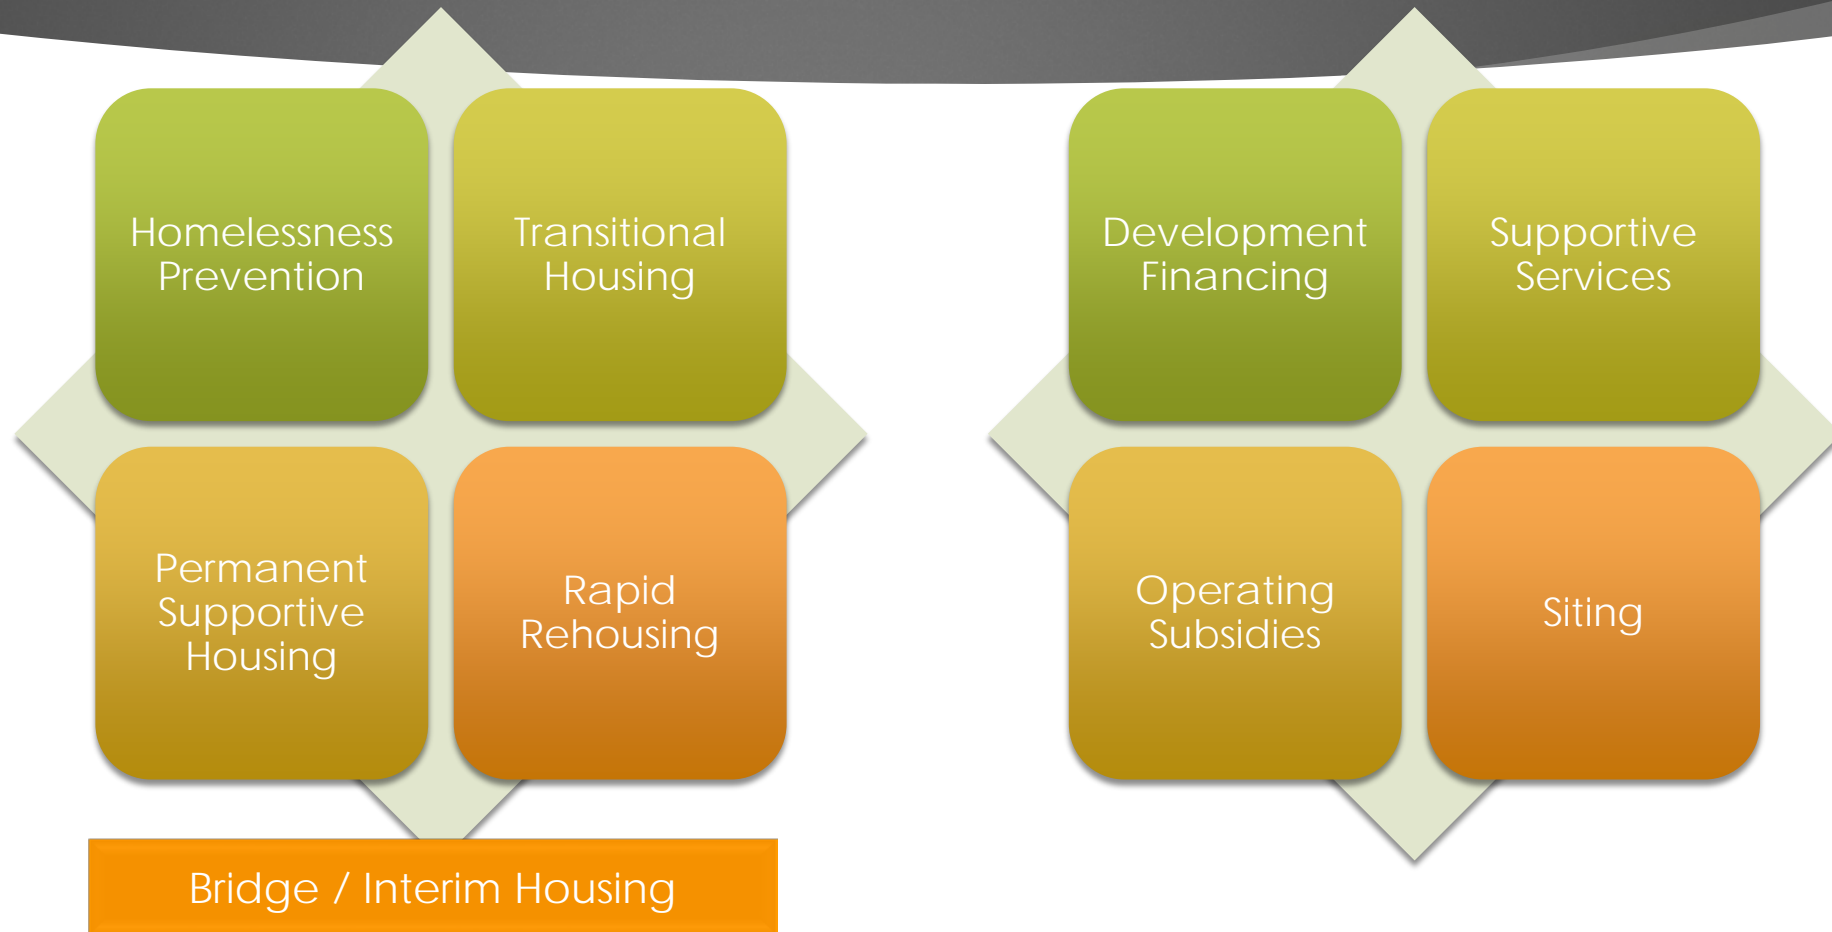 Homelessness
Prevention
Transitional
Housing
Permanent
Supportive
Housing
Rapid
Rehousing
Bridge / Interim Housing
Development
Financing
Supportive
Services
Operating
Subsidies
Siting